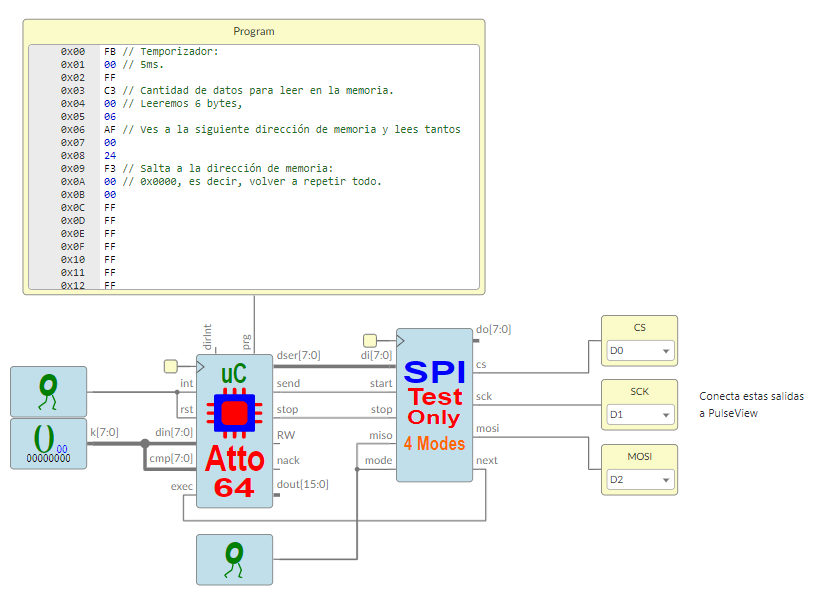 Program
0x00 FB // Temporizador:
0x01 00 // 5ms.
0x02 FF
0x03 C3 // Cantidad de datos para leer en la memoria.
0x04 00 // Leeremos 6 bytes,
0x05 06
0x06 AF // Ves a la siguiente dirección de memoria y lees tantos
0x07 00
0x08 24
0x09 F3 // Salta a la dirección de memoria:
0x0A 00 // 0x0000, es decir, volver a repetir todo.
0x0B 00
0x0C FF
0x0D FF
0x0E FF
0x0F FF
0x10 FF
0x11 FF
0x12 FF
dirInt
prg
uC
Atto
64
int
rst
din[7:0]
cmp[7:0]
exec
dser[7:0]
send
stop
RW
nack
dout[15:0]
0
()
00
00000000
k[7:0]
SPI
Test
Only
4 Modes
di[7:0]
start
stop
miso
mode
do[7:0]
cs
sck
mosi
next
0
CS
D0
SCK
D1
MOSI
D2
Conecta estas salidas
a PulseView